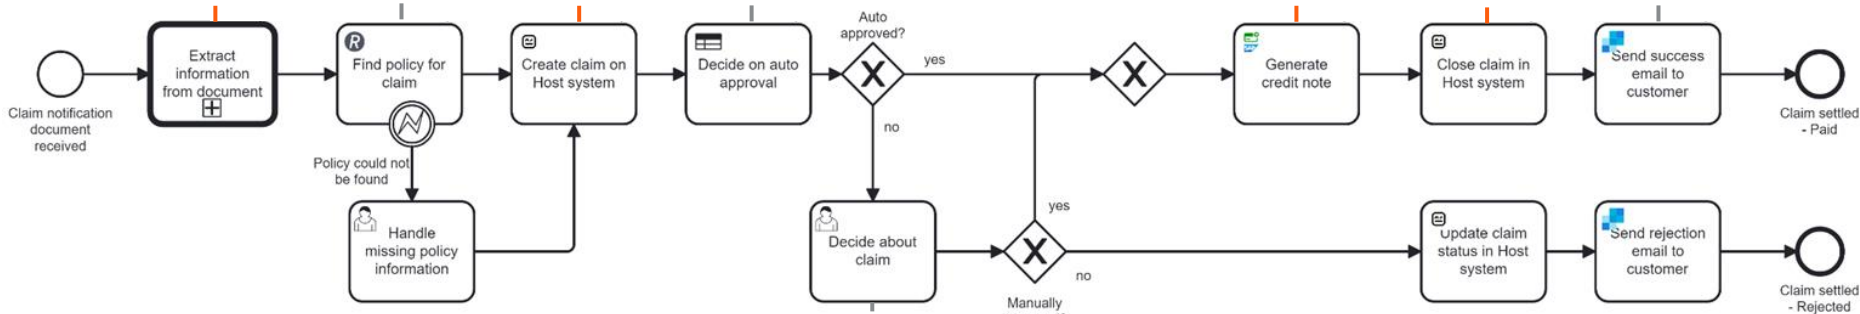 Claim notification
document
received
Extract
information
from document
R
Find policy for
claim
Policy could not
be found
Handle
missing policy
information
Create claim on
Host system
Decide on auto
approval
Auto
approved?
yes
no
Decide about
claim
X
X
yes
no
Manually
X
Generate
credit note
Close claim in
Host system
Send success
email to
customer
Claim settled
- Paid
Update claim
status in Host
system
Send rejection
email to
customer
Claim settled
- Rejected